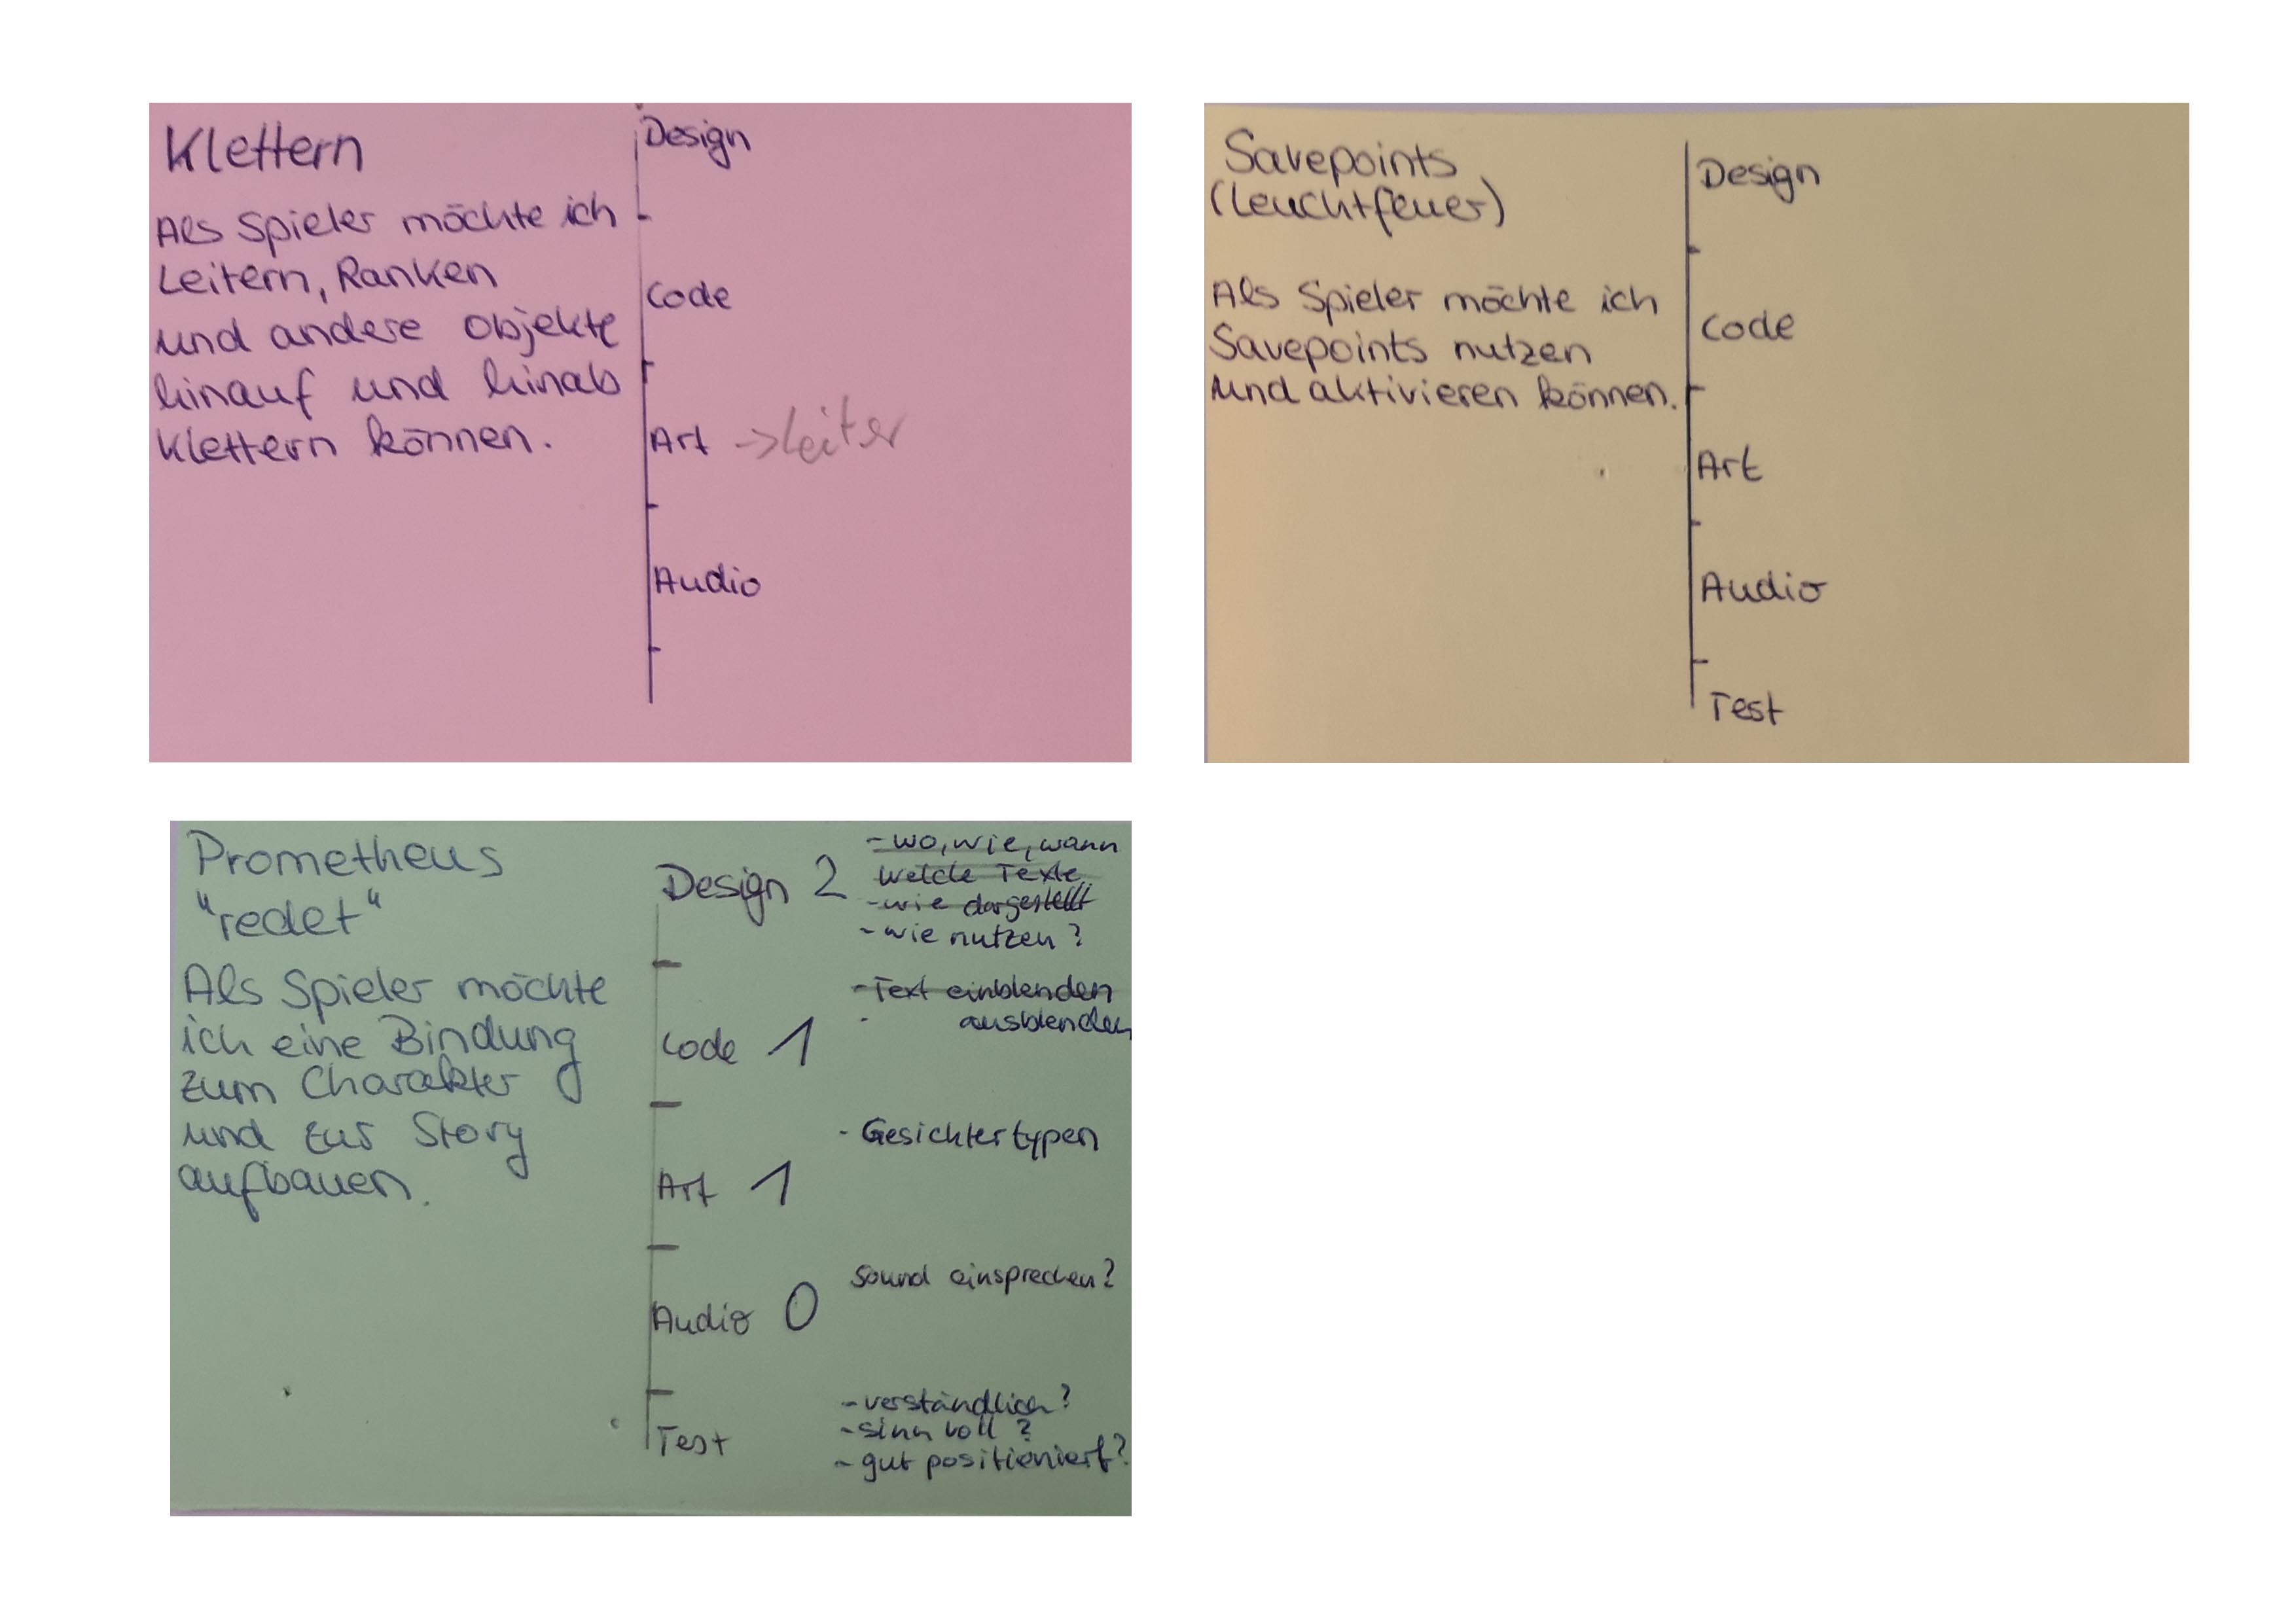 Klettern
Als Spieler möchte ich
Leitern, Ranken
und andere Objekte
hinauf und hinab
klettern können.
Design
Code
Art ->Leiter
Audio
Savepoints
(Leuchtfeuer)
Als Spieler möchte ich
Savepoints nutzen
und aktivieren können.
Design
Code
Art
Audio
Test
Prometheus
"redet"
Als Spieler möchte
ich eine Bindung
zum Charakter
und zur Story
aufbauen.
Design 2
- wo, wie, wann
welche Texte
- wie dargestellt
- wie nutzen?
Code 1
- Text einblenden
- ausblenden
Art 1
- Gesichtertypen
Audio 0
Sound einsprechen?
Test
- verständlich?
- sinnvoll?
- gut positioniert?